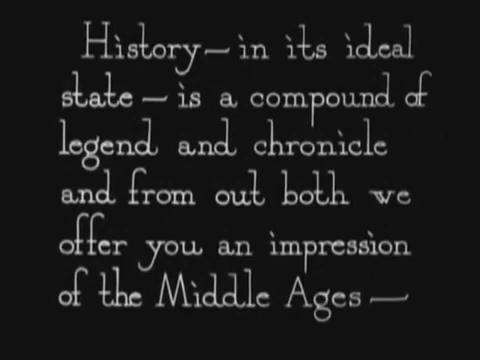 History— in its ideal
state — is a compound of
legend and chronicle
and from out both we
offer you an impression
of the Middle Ages —